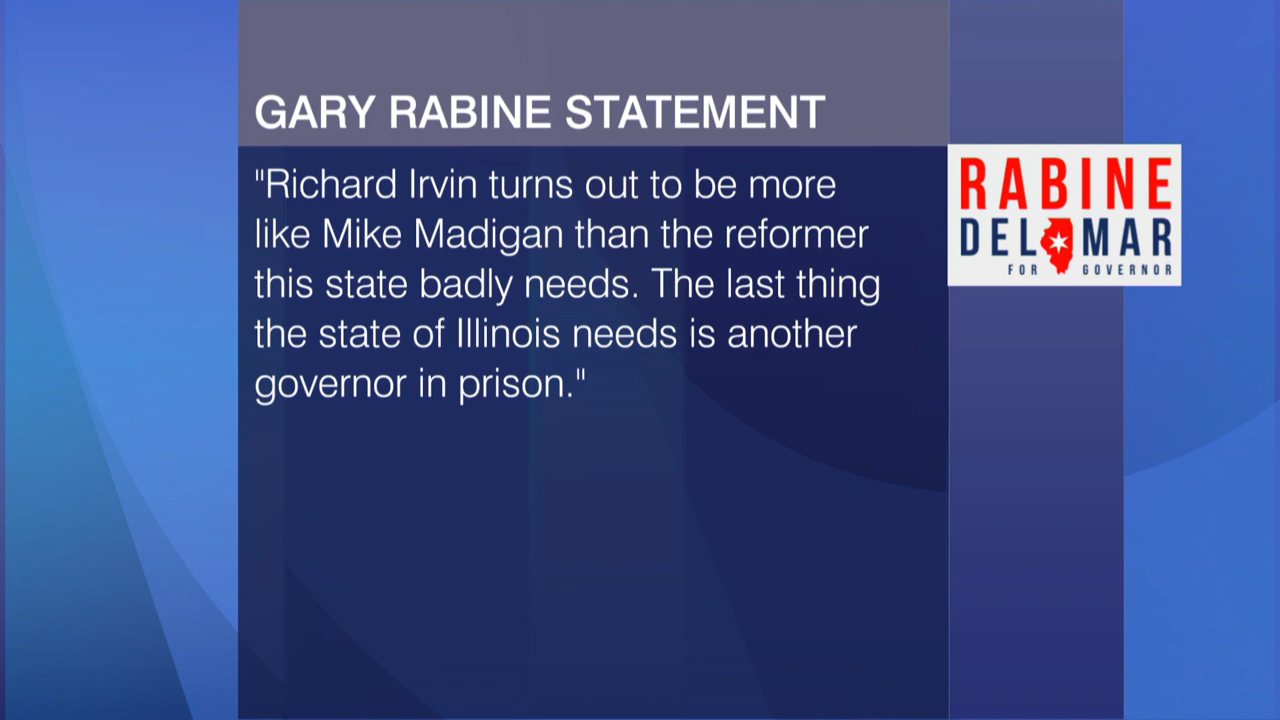 GARY RABINE STATEMENT
"Richard Irvin turns out to be more
like Mike Madigan than the reformer
this state badly needs. The last thing
the state of Illinois needs is another
governor in prison."
RABINE
DEL MAR
FOR GOVERNOR